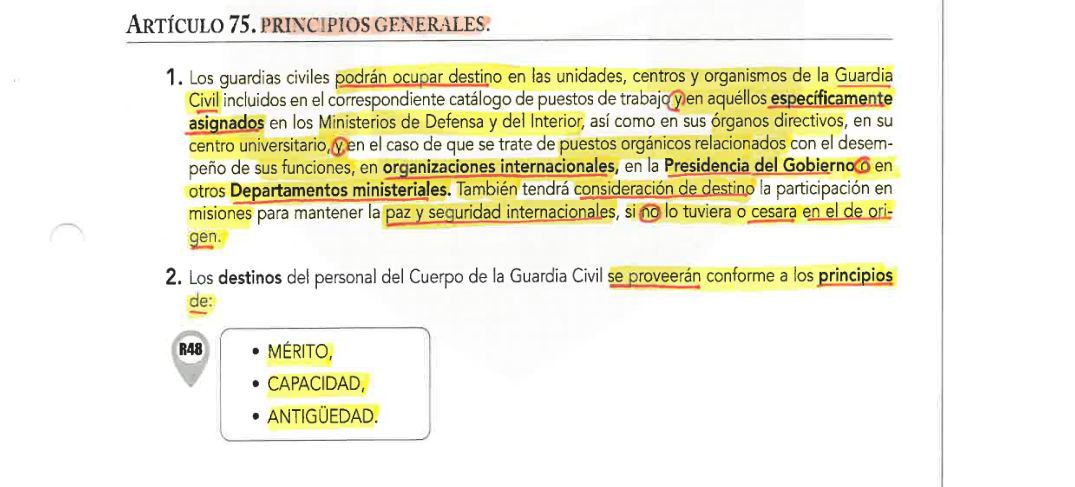 ARTÍCULO 75. PRINCIPIOS GENERALES.
1. Los guardias civiles podrán ocupar destino en las unidades, centros y organismos de la Guardia
Civil incluidos en el correspondiente catálogo de puestos de trabajo y en aquéllos específicamente
asignados en los Ministerios de Defensa y del Interior, así como en sus órganos directivos, en su
centro universitario, y en el caso de que se trate de puestos orgánicos relacionados con el desem-
peño de sus funciones, en organizaciones internacionales, en la Presidencia del Gobierno o en
otros Departamentos ministeriales. También tendrá consideración de destino la participación en
misiones para mantener la paz y seguridad internacionales, si no lo tuviera o cesara en el de ori-
gen.
2. Los destinos del personal del Cuerpo de la Guardia Civil se proveerán conforme a los principios
de:
R48
• MÉRITO,
• CAPACIDAD,
• ANTIGÜEDAD.